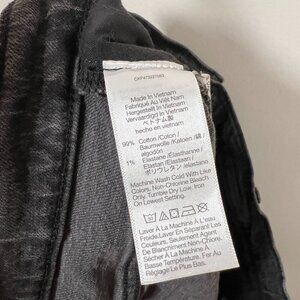 Made In Vietnam
Fabriqué Au Viêt Nam
Hergestellt In Vietnam
Vervaardigd In Vietnam
ベトナム製
hecho en vietnam
99% Cotton /Coton /
Baumwolle /Katoen /綿 /
algodón
1% Elastane /Élasthanne /
Elasthan /Elastaan /
ポリウレタン /elastano
Machine Wash Cold With Like
Colors, Non-Chlorine Bleach
Only, Tumble Dry Low, Iron
On Lowest Setting.
Laver À La Machine À L'eau
Froide, Laver En Séparant Les
Couleurs, Seulement Agent
De Blanchiment Non-Chloré,
Sécher À La Machine À
Basse Température, Fer Au
Réglage Le Plus Bas.